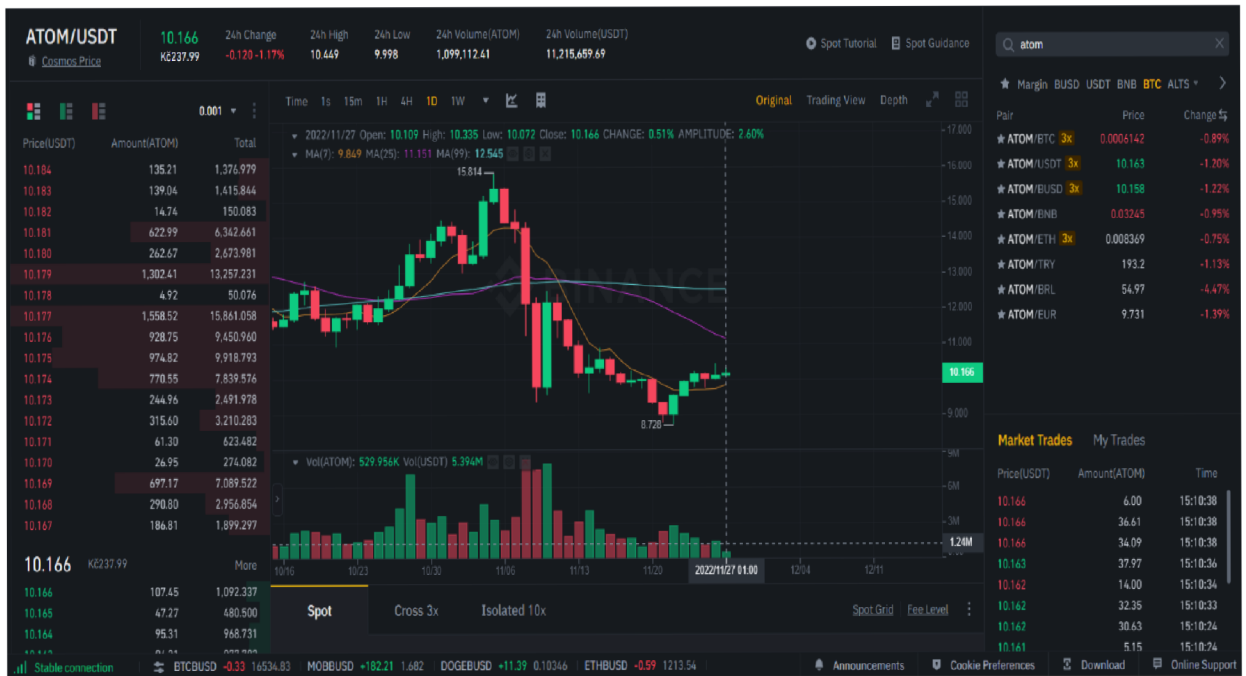 ATOM/USDT
Cosmos Price
10.166
Kč237.99
24h Change
-0.120 -1.17%
24h High
10.449
24h Low
9.998
24h Volume(ATOM)
1,099,112.41
24h Volume(USDT)
11,215,659.69
Spot Tutorial
Spot Guidance
0.001
Price(USDT) Amount(ATOM) Total
10.184 135.21 1,376.979
10.183 139.04 1,415.844
10.182 14.74 150.083
10.181 622.99 6,342.661
10.180 262.67 2,673.981
10.179 1,302.41 13,257.231
10.178 4.92 50.076
10.177 1,558.52 15,861.058
10.176 928.75 9,450.960
10.175 974.82 9,918.793
10.174 770.55 7,839.576
10.173 244.96 2,491.978
10.172 315.60 3,210.283
10.171 61.30 623.482
10.170 26.95 274.082
10.169 697.17 7,089.522
10.168 290.80 2,956.854
10.167 186.81 1,899.297
10.166 Kč237.99 More
10.166 107.45 1,092.337
10.165 47.27 480.500
10.164 95.31 968.731
Time 1s 15m 1H 4H 1D 1W
Original Trading View Depth
2022/11/27 Open: 10.109 High: 10.335 Low: 10.072 Close: 10.166 CHANGE: 0.51% AMPLITUDE: 2.60%
MA(7): 9.849 MA(25): 11.151 MA(99): 12.545
17.000
16.000
15.814
15.000
14.000
13.000
BINANCE
12.000
11.000
10.166
9.000
8.728
Vol(ATOM): 529.956K Vol(USDT) 5.394M
9M
6M
3M
1.24M
10/16 10/23 10/30 11/06 11/13 11/20 2022/11/27 01:00 12/04 12/11
Spot Cross 3x Isolated 10x
Spot Grid Fee Level
atom
Margin BUSD USDT BNB BTC ALTS
Pair Price Change
ATOM/BTC 3x 0.0006142 -0.89%
ATOM/USDT 3x 10.163 -1.20%
ATOM/BUSD 3x 10.158 -1.22%
ATOM/BNB 0.03245 -0.95%
ATOM/ETH 3x 0.008369 -0.75%
ATOM/TRY 193.2 -1.13%
ATOM/BRL 54.97 -4.47%
ATOM/EUR 9.731 -1.39%
Market Trades My Trades
Price(USDT) Amount(ATOM) Time
10.166 6.00 15:10:38
10.166 36.61 15:10:38
10.166 34.09 15:10:38
10.163 37.97 15:10:36
10.162 14.00 15:10:34
10.162 32.35 15:10:33
10.162 30.63 15:10:24
10.161 5.15 15:10:24
Stable connection
BTCBUSD -0.33 16534.83
MOBBUSD +182.21 1.682
DOGEBUSD +11.39 0.10346
ETHBUSD -0.59 1213.54
Announcements
Cookie Preferences
Download
Online Support